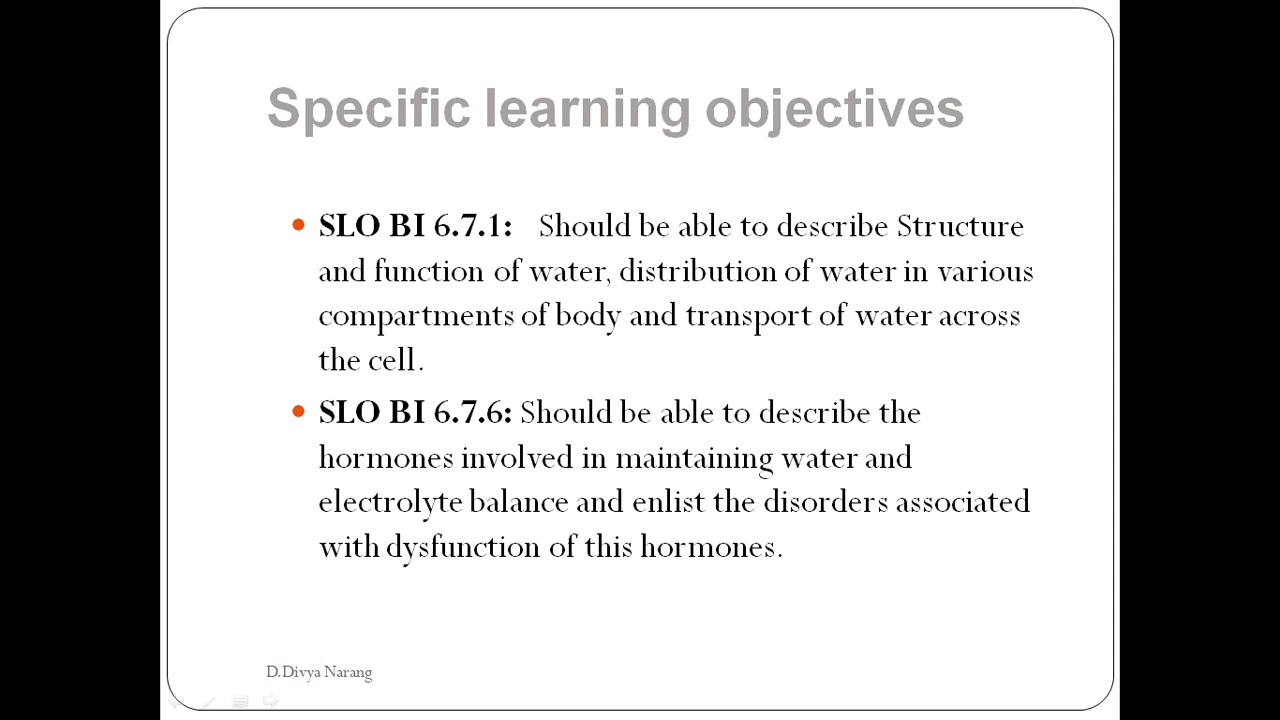 Specific learning objectives
• SLO BI 6.7.1: Should be able to describe Structure
and function of water, distribution of water in various
compartments of body and transport of water across
the cell.
• SLO BI 6.7.6: Should be able to describe the
hormones involved in maintaining water and
electrolyte balance and enlist the disorders associated
with dysfunction of this hormones.
D.Divya Narang